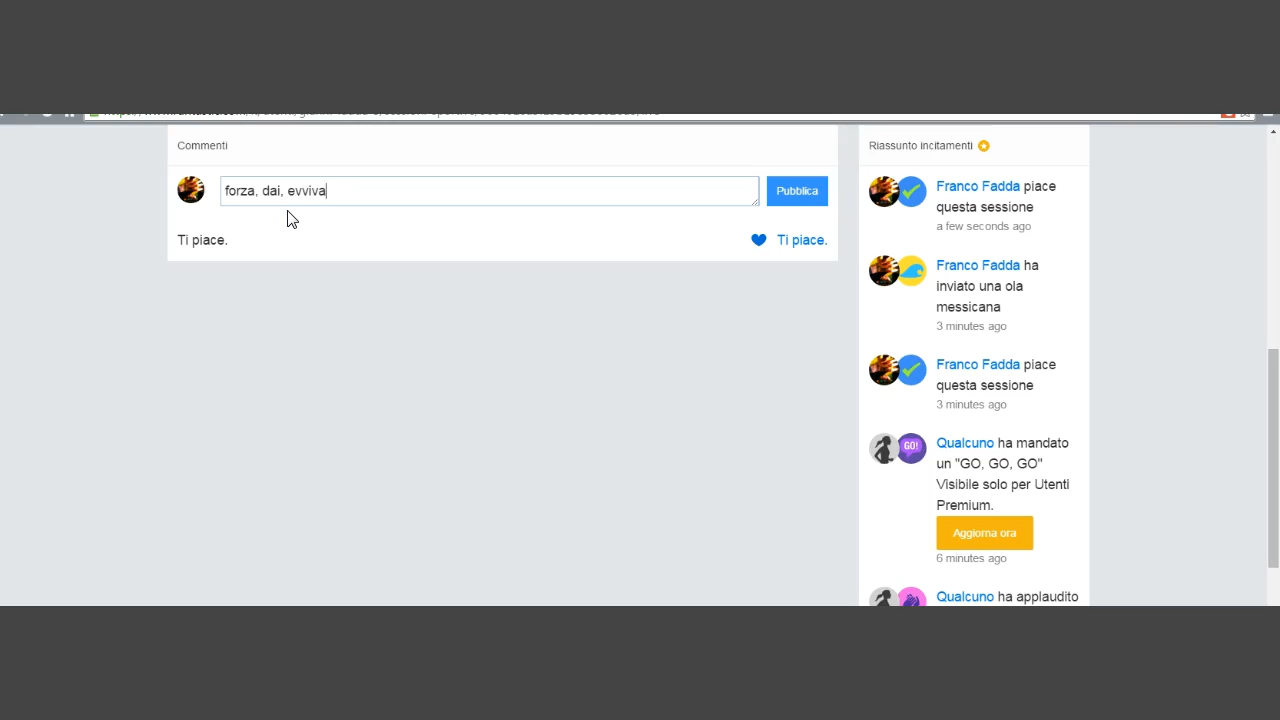 Commenti
forza, dai, evviva
Pubblica
Ti piace.
Ti piace.
Riassunto incitamenti
Franco Fadda piace
questa sessione
a few seconds ago
Franco Fadda ha
inviato una ola
messicana
3 minutes ago
Franco Fadda piace
questa sessione
3 minutes ago
GO!
Qualcuno ha mandato
un "GO, GO, GO"
Visibile solo per Utenti
Premium.
Aggiorna ora
6 minutes ago
Qualcuno ha applaudito